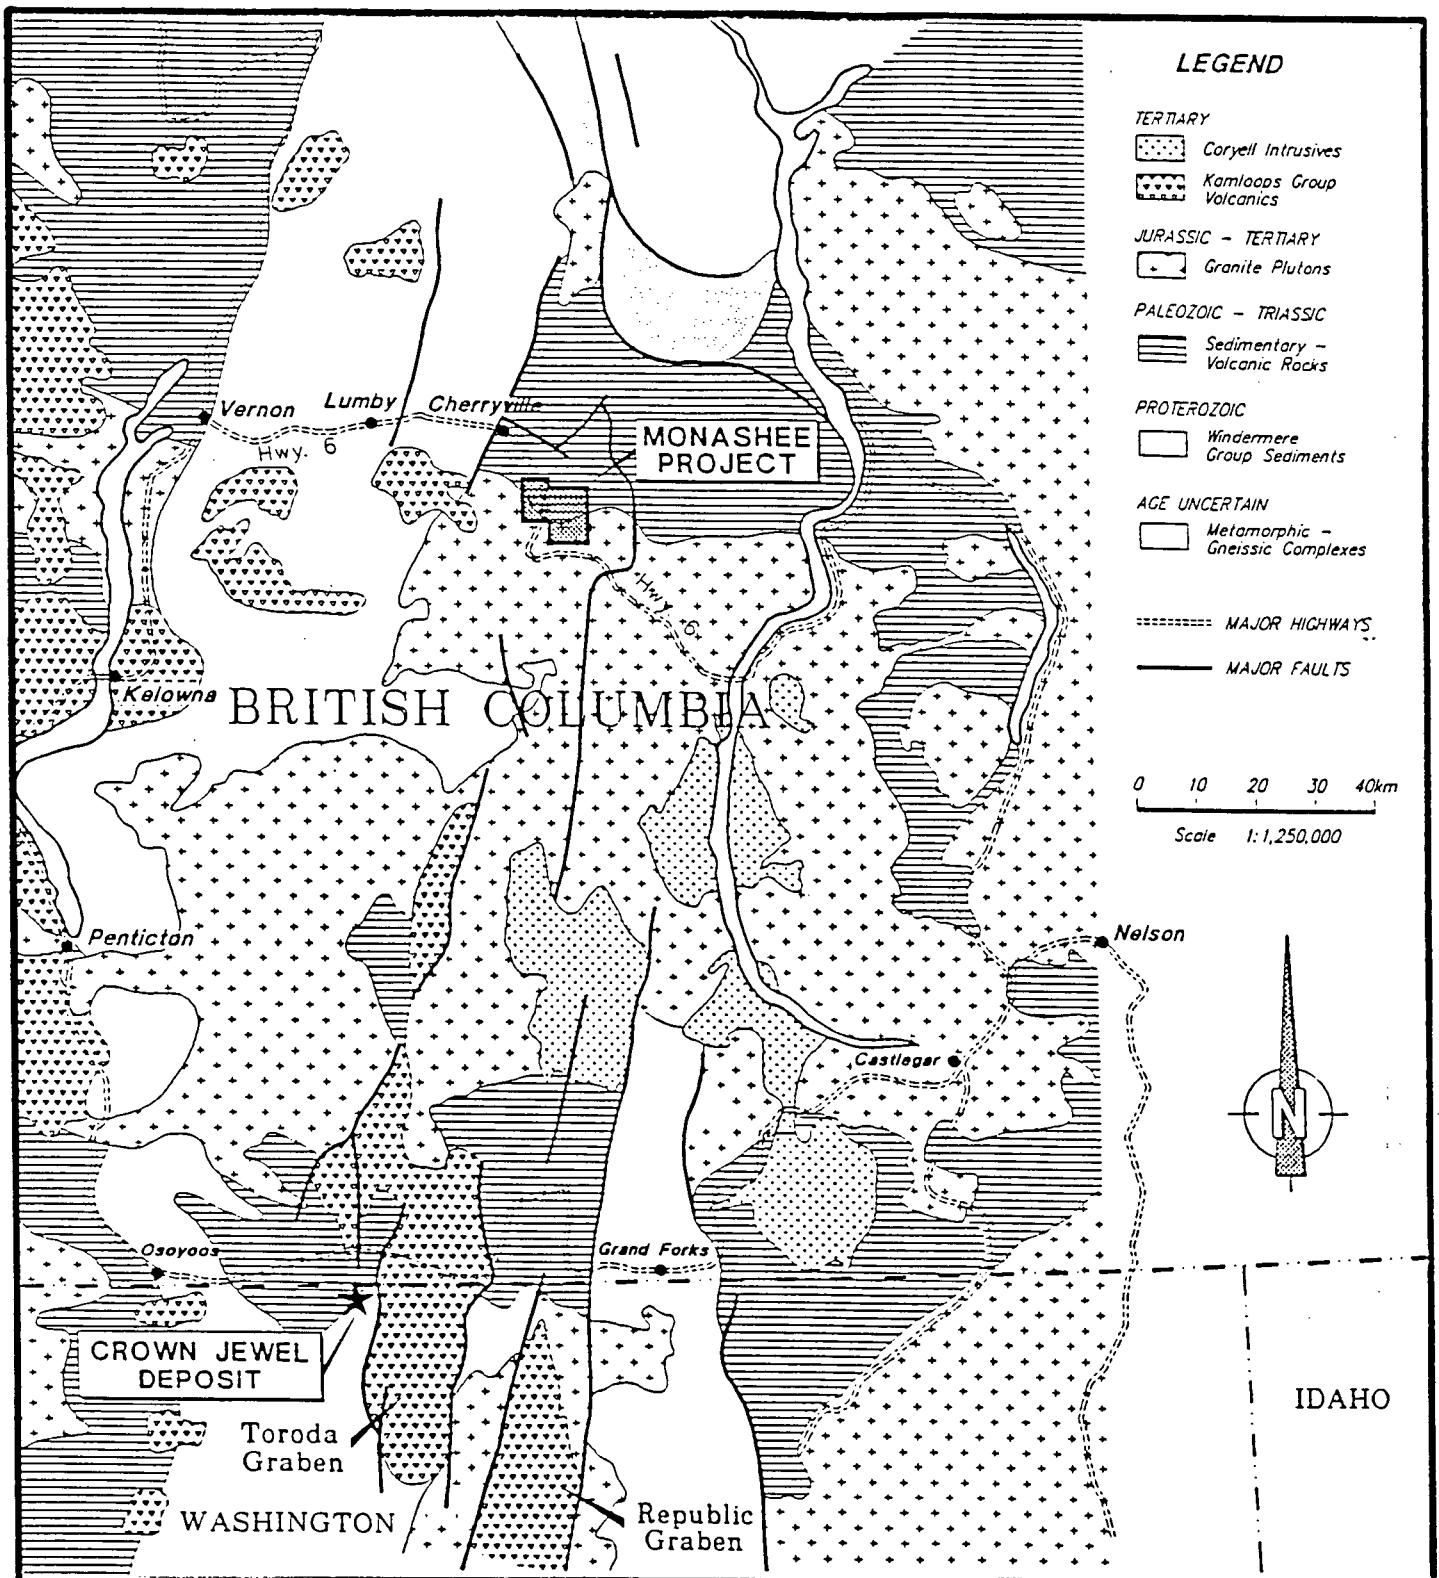 LEGEND
TERTIARY
Coryell Intrusives
Kamloops Group
Volcanics
JURASSIC - TERTIARY
Granite Plutons
PALEOZOIC - TRIASSIC
Sedimentary -
Volcanic Rocks
PROTEROZOIC
Windermere
Group Sediments
AGE UNCERTAIN
Metamorphic -
Gneissic Complexes
MAJOR HIGHWAYS
MAJOR FAULTS
0 10 20 30 40km
Scale 1:1,250,000
N
Vernon
Lumby
Cherryville
Hwy. 6
MONASHEE
PROJECT
Hwy 6
Kelowna
BRITISH COLUMBIA
Penticton
Nelson
Castlegar
Osoyoos
Grand Forks
CROWN JEWEL
DEPOSIT
Toroda
Graben
WASHINGTON
Republic
Graben
IDAHO